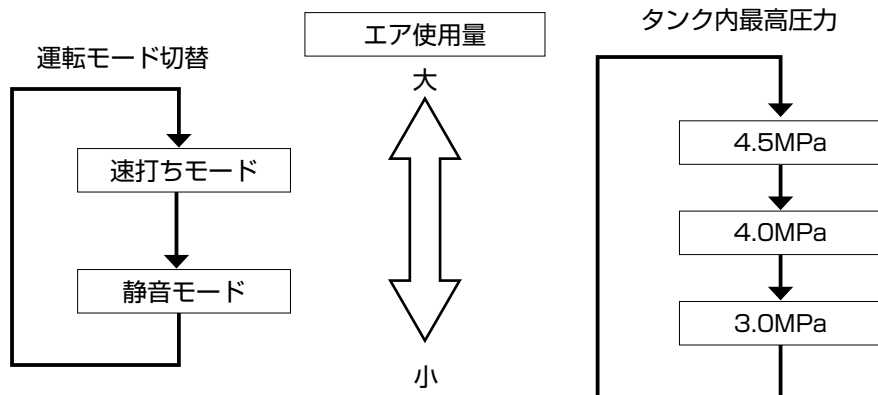 運転モード切替
速打ちモード
静音モード
エア使用量
大
小
タンク内最高圧力
4.5MPa
4.0MPa
3.0MPa